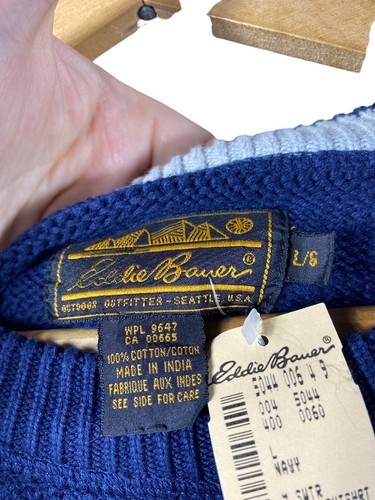 Eddie Bauer ®
OUTDOOR OUTFITTER - SEATTLE, U.S.A.
L/G
WPL 9647
CA 00665
100% COTTON/COTON
MADE IN INDIA
FABRIQUE AUX INDES
SEE SIDE FOR CARE
Eddie Bauer
5044 006 4 9
004 5044
400 0060
L
NAVY